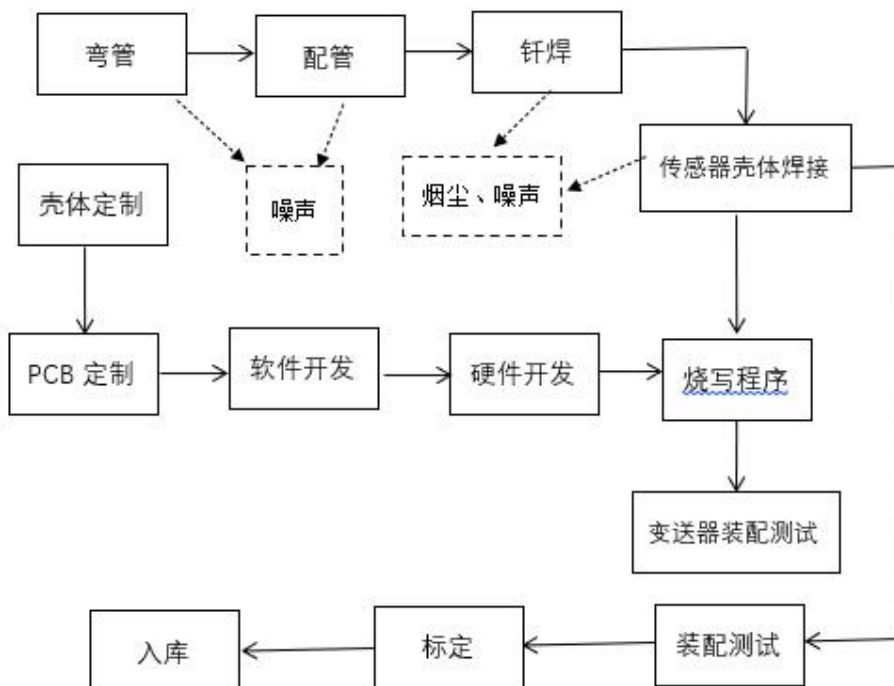 弯管
配管
钎焊
传感器壳体焊接
壳体定制
噪声
烟尘、噪声
PCB 定制
软件开发
硬件开发
烧写程序
变送器装配测试
入库
标定
装配测试